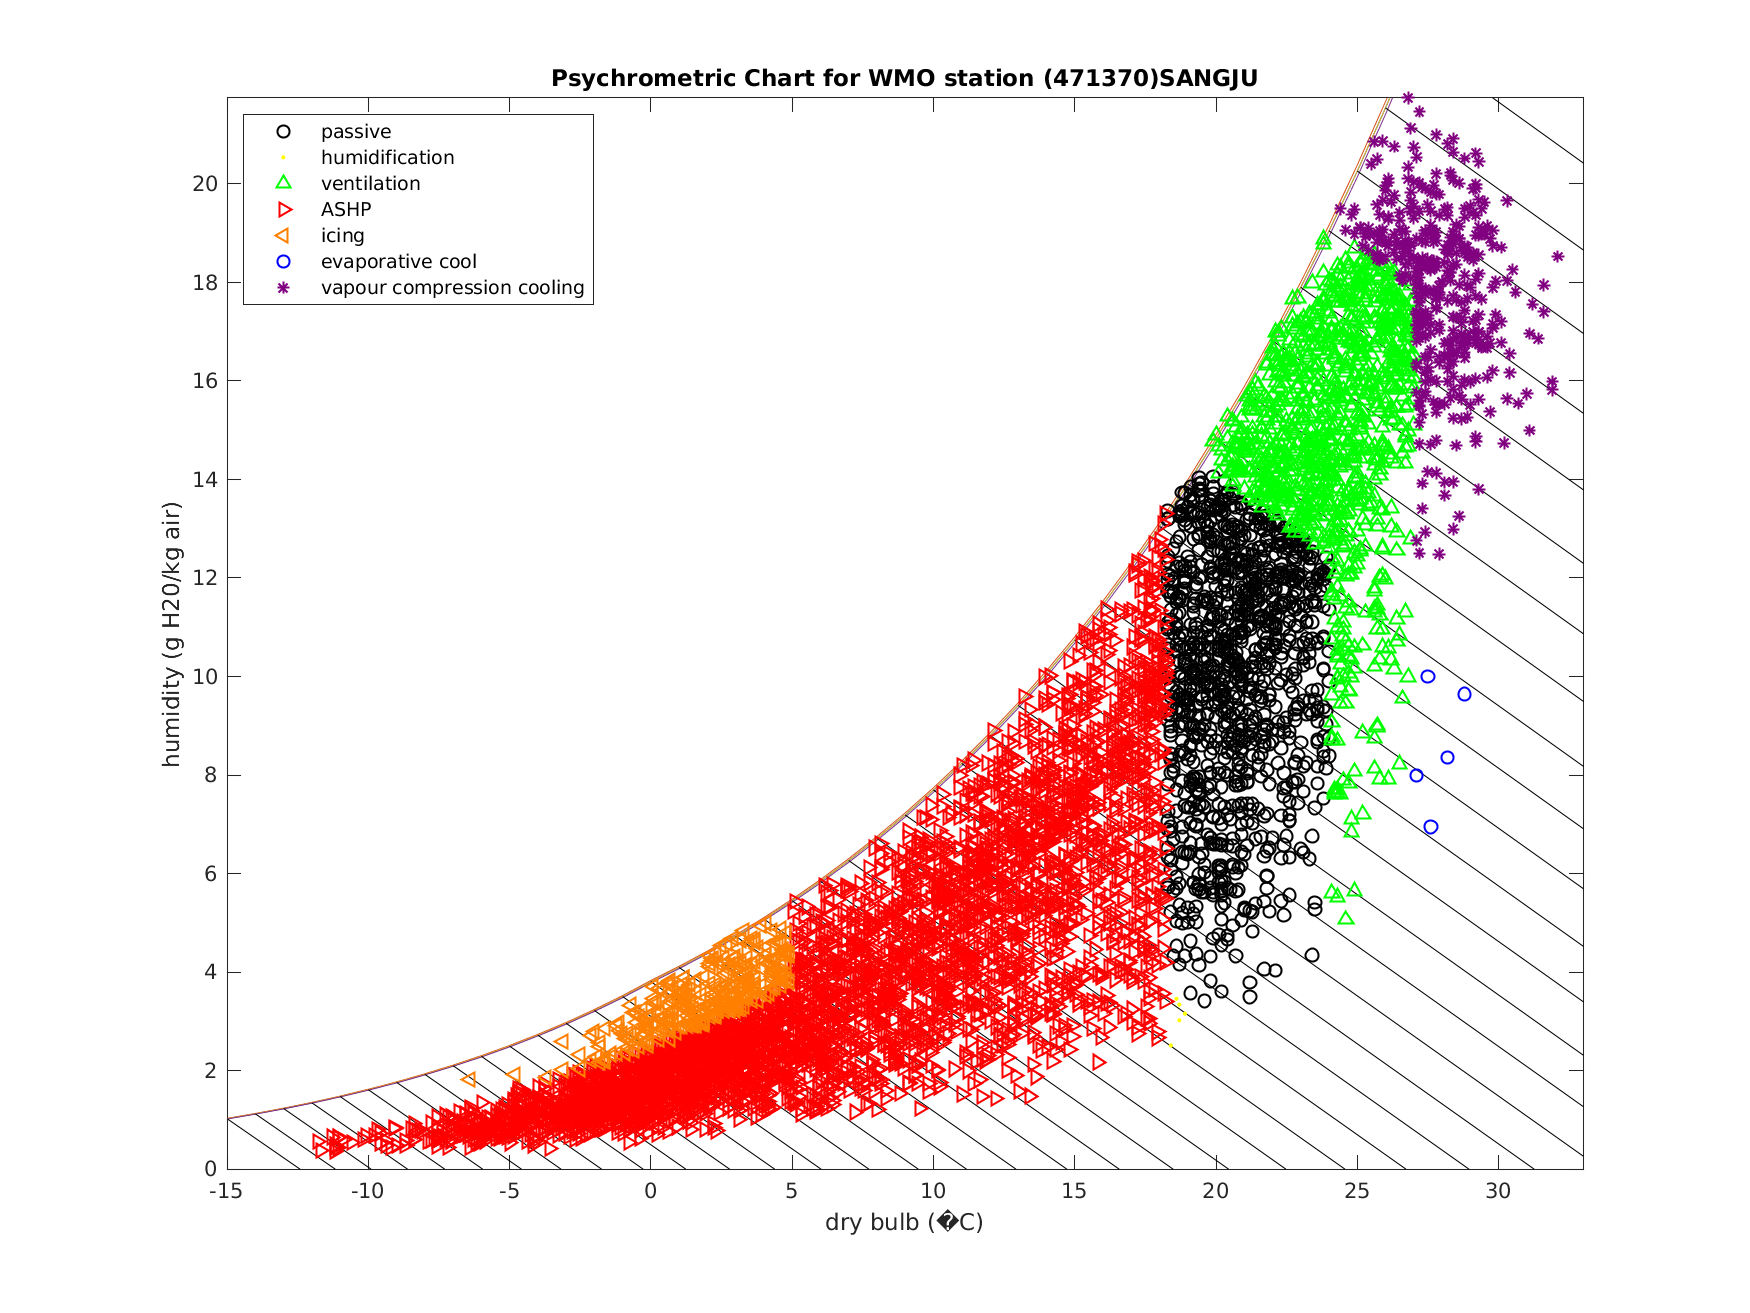 Psychrometric Chart for WMO station (471370)SANGJU
passive
humidification
ventilation
ASHP
icing
evaporative cool
vapour compression cooling
humidity (g H20/kg air)
20
18
16
14
12
10
8
6
4
2
0
-15 -10 -5 0 5 10 15 20 25 30
dry bulb (�C)